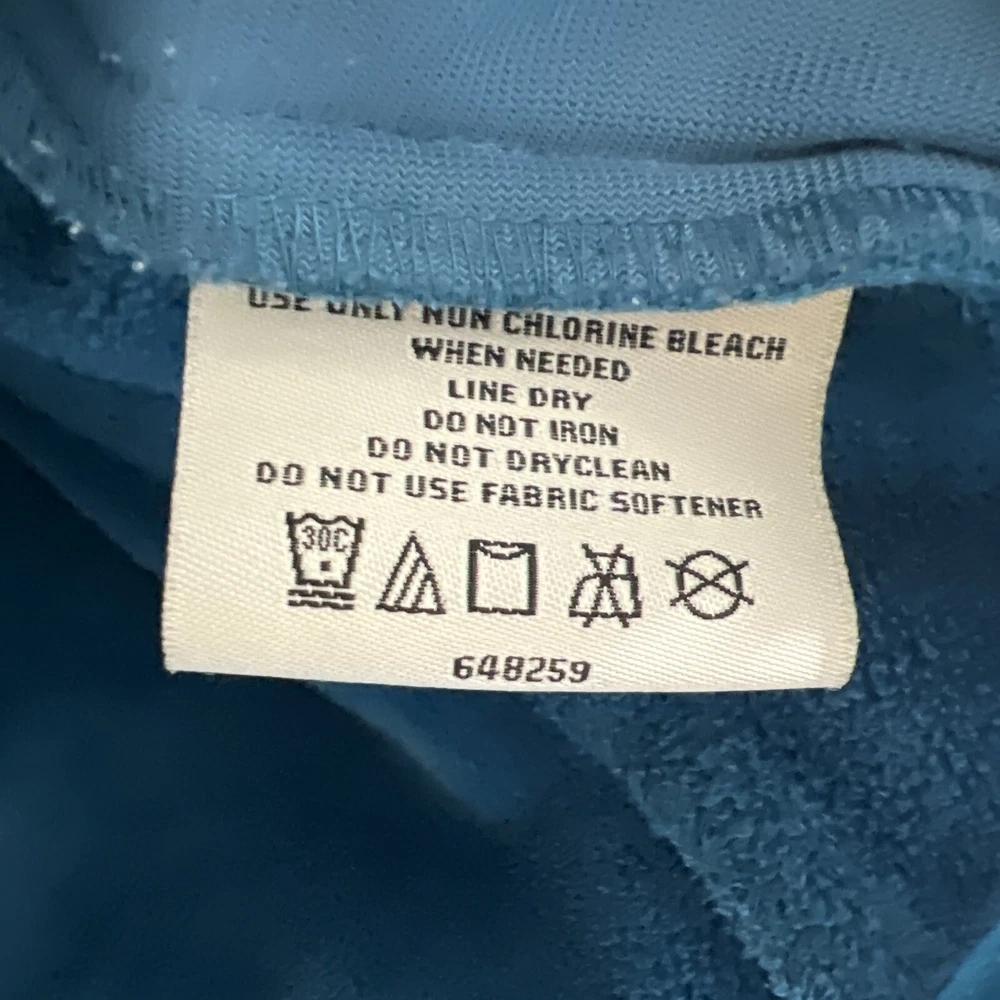 USE ONLY NON CHLORINE BLEACH
WHEN NEEDED
LINE DRY
DO NOT IRON
DO NOT DRYCLEAN
DO NOT USE FABRIC SOFTENER
30C
648259